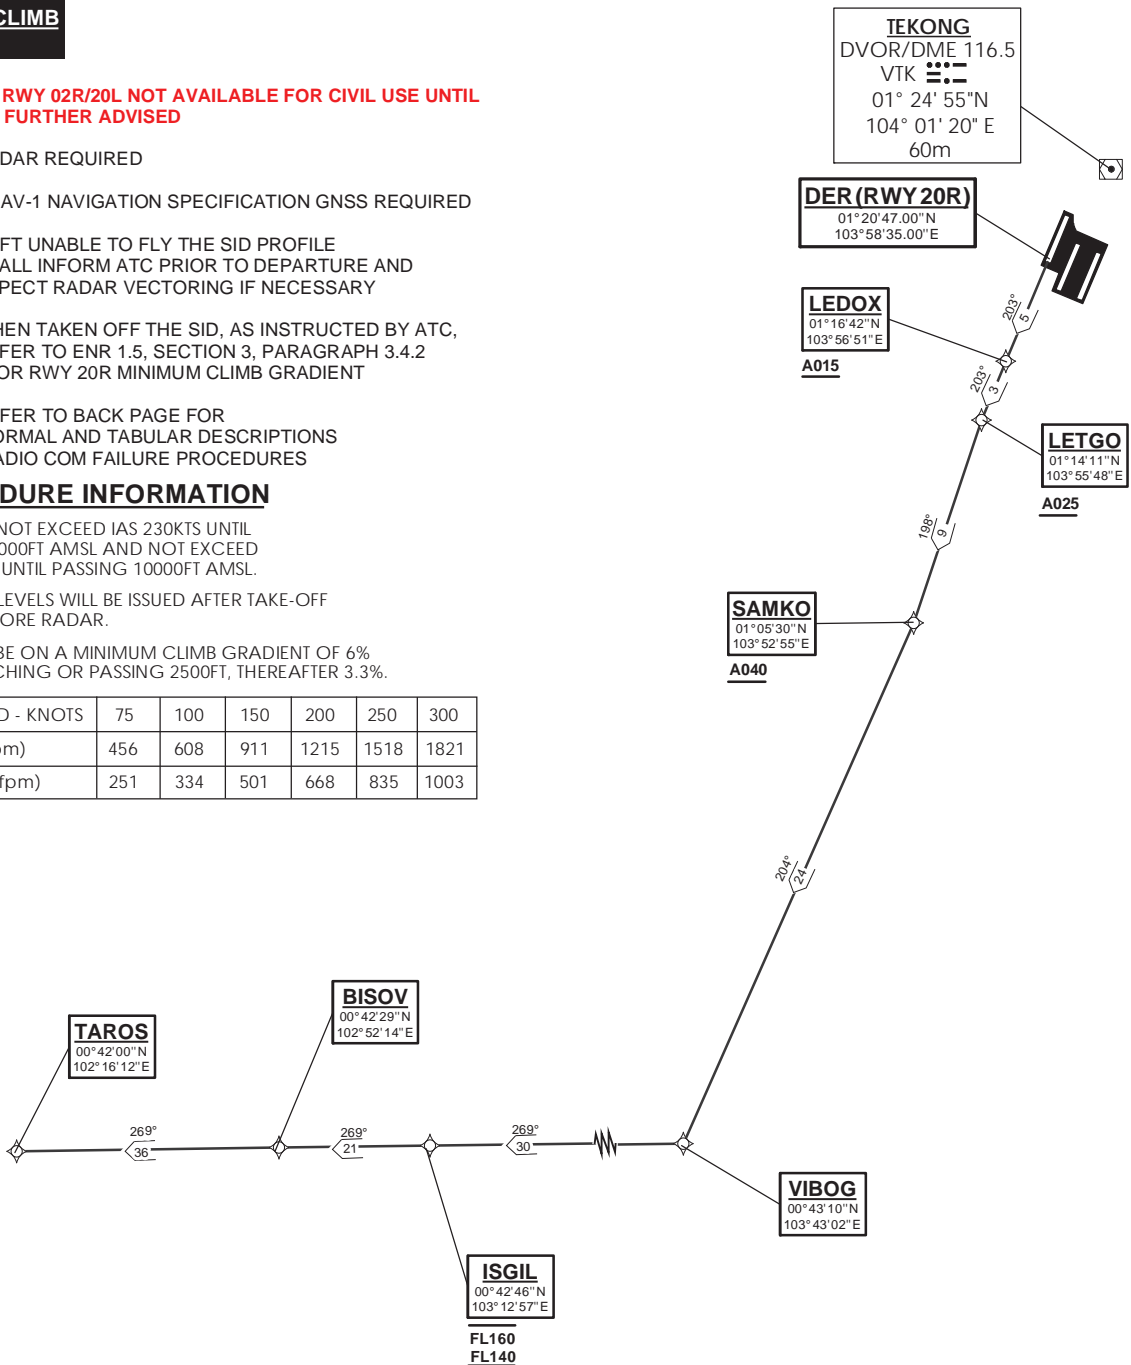 CLIMB
RWY 02R/20L NOT AVAILABLE FOR CIVIL USE UNTIL
FURTHER ADVISED
DAR REQUIRED
AV-1 NAVIGATION SPECIFICATION GNSS REQUIRED
FT UNABLE TO FLY THE SID PROFILE
ALL INFORM ATC PRIOR TO DEPARTURE AND
PECT RADAR VECTORING IF NECESSARY
HEN TAKEN OFF THE SID, AS INSTRUCTED BY ATC,
FER TO ENR 1.5, SECTION 3, PARAGRAPH 3.4.2
OR RWY 20R MINIMUM CLIMB GRADIENT
FER TO BACK PAGE FOR
ORMAL AND TABULAR DESCRIPTIONS
ADIO COM FAILURE PROCEDURES
DURE INFORMATION
NOT EXCEED IAS 230KTS UNTIL
000FT AMSL AND NOT EXCEED
UNTIL PASSING 10000FT AMSL.
LEVELS WILL BE ISSUED AFTER TAKE-OFF
ORE RADAR.
BE ON A MINIMUM CLIMB GRADIENT OF 6%
CHING OR PASSING 2500FT, THEREAFTER 3.3%.
D - KNOTS 75 100 150 200 250 300
om) 456 608 911 1215 1518 1821
fpm) 251 334 501 668 835 1003
TEKONG
DVOR/DME 116.5
VTK
01° 24' 55"N
104° 01' 20" E
60m
DER (RWY 20R)
01°20'47.00"N
103°58'35.00"E
203°
5
LEDOX
01°16'42"N
103°56'51"E
A015
203°
3
LETGO
01°14'11"N
103°55'48"E
A025
198°
9
SAMKO
01°05'30"N
103°52'55"E
A040
204°
24
BISOV
00°42'29"N
102°52'14"E
TAROS
00°42'00"N
102°16'12"E
269°
36
269°
21
269°
30
VIBOG
00°43'10"N
103°43'02"E
ISGIL
00°42'46"N
103°12'57"E
FL160
FL140